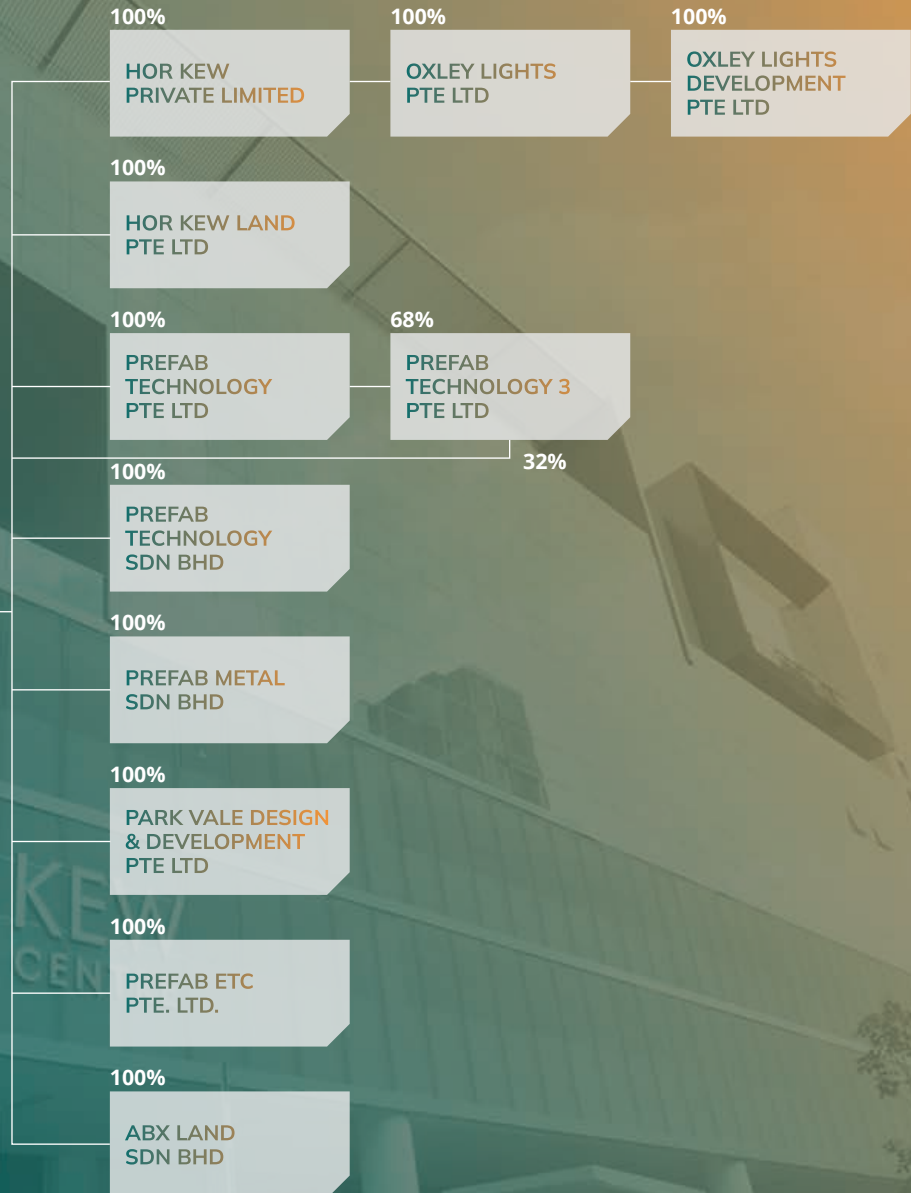 100%
HOR KEW
PRIVATE LIMITED
100%
OXLEY LIGHTS
PTE LTD
100%
OXLEY LIGHTS
DEVELOPMENT
PTE LTD
100%
HOR KEW LAND
PTE LTD
100%
PREFAB
TECHNOLOGY
PTE LTD
68%
PREFAB
TECHNOLOGY 3
PTE LTD
32%
100%
PREFAB
TECHNOLOGY
SDN BHD
100%
PREFAB METAL
SDN BHD
100%
PARK VALE DESIGN
& DEVELOPMENT
PTE LTD
KEW
100%
PREFAB ETC
PTE. LTD.
100%
ABX LAND
SDN BHD